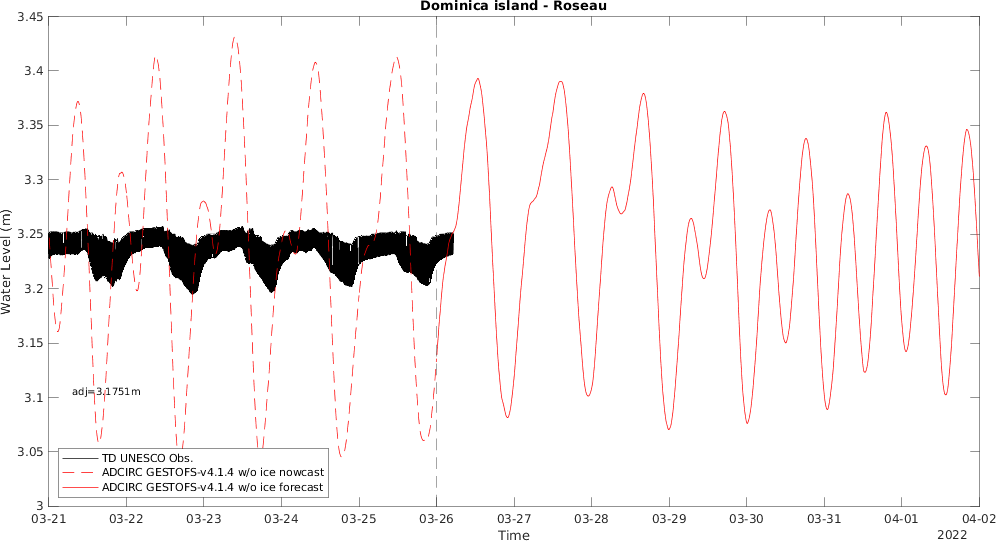 Dominica island - Roseau
3.45
3.4
3.35
3.3
3.25
3.2
3.15
3.1
3.05
3
Water Level (m)
adj=3.1751m
TD UNESCO Obs.
ADCIRC GESTOFS-v4.1.4 w/o ice nowcast
ADCIRC GESTOFS-v4.1.4 w/o ice forecast
03-21 03-22 03-23 03-24 03-25 03-26 03-27 03-28 03-29 03-30 03-31 04-01 04-02
Time
2022